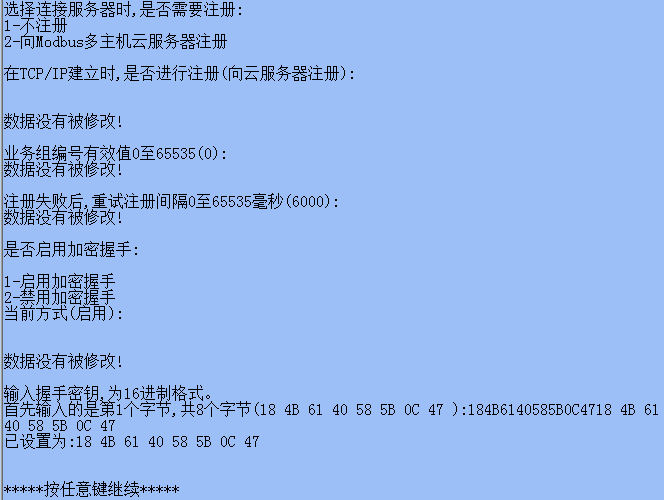 选择连接服务器时,是否需要注册:
1-不注册
2-向Modbus多主机云服务器注册
在TCP/IP建立时,是否进行注册(向云服务器注册):
数据没有被修改!
业务组编号有效值0至65535(0):
数据没有被修改!
注册失败后,重试注册间隔0至65535毫秒(6000):
数据没有被修改!
是否启用加密握手:
1-启用加密握手
2-禁用加密握手
当前方式(启用):
数据没有被修改!
输入握手密钥,为16进制格式。
首先输入的是第1个字节,共8个字节(18 4B 61 40 58 5B 0C 47 ):184B6140585B0C4718 4B 61
40 58 5B 0C 47
已设置为:18 4B 61 40 58 5B 0C 47
*****按任意键继续*****